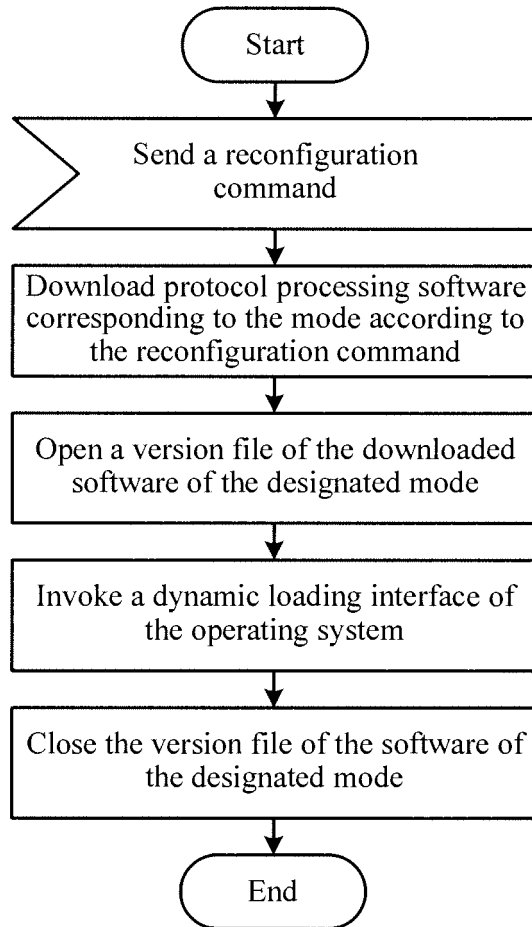 Start
Send a reconfiguration
command
Download protocol processing software
corresponding to the mode according to
the reconfiguration command
Open a version file of the downloaded
software of the designated mode
Invoke a dynamic loading interface of
the operating system
Close the version file of the software of
the designated mode
End